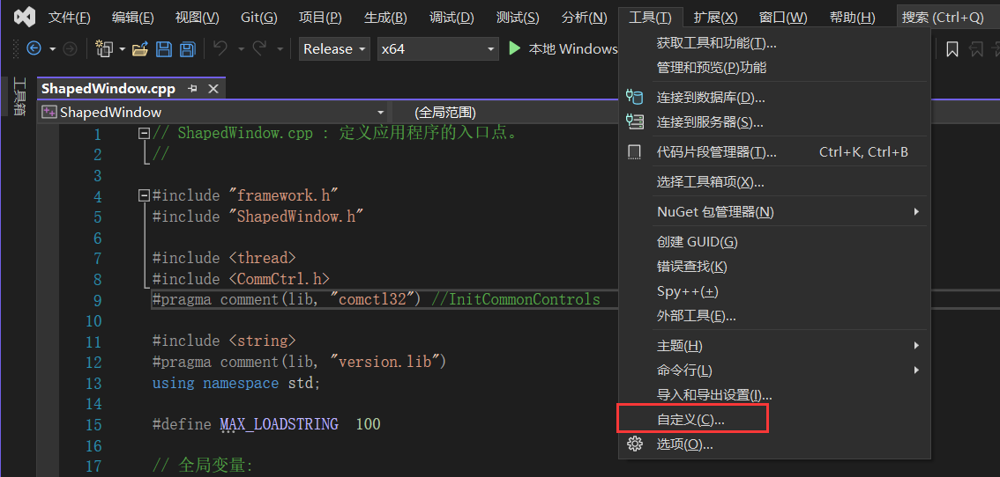 文件(F) 编辑(E) 视图(V) Git(G) 项目(P) 生成(B) 调试(D) 测试(S) 分析(N) 工具(T) 扩展(X) 窗口(W) 帮助(H) 搜索 (Ctrl+Q)
Release x64 本地 Windows
工具箱
ShapedWindow.cpp
ShapedWindow (全局范围)
1 // ShapedWindow.cpp : 定义应用程序的入口点。
2 //
3
4 #include "framework.h"
5 #include "ShapedWindow.h"
6
7 #include <thread>
8 #include <CommCtrl.h>
9 #pragma comment(lib, "comctl32") //InitCommonControls
10
11 #include <string>
12 #pragma comment(lib, "version.lib")
13 using namespace std;
14
15 #define MAX_LOADSTRING 100
16
17 // 全局变量:
获取工具和功能(T)...
管理和预览(P)功能
连接到数据库(D)...
连接到服务器(S)...
代码片段管理器(T)... Ctrl+K, Ctrl+B
选择工具箱项(X)...
NuGet 包管理器(N)
创建 GUID(G)
错误查找(K)
Spy++(+)
外部工具(E)...
主题(H)
命令行(L)
导入和导出设置(I)...
自定义(C)...
选项(O)...